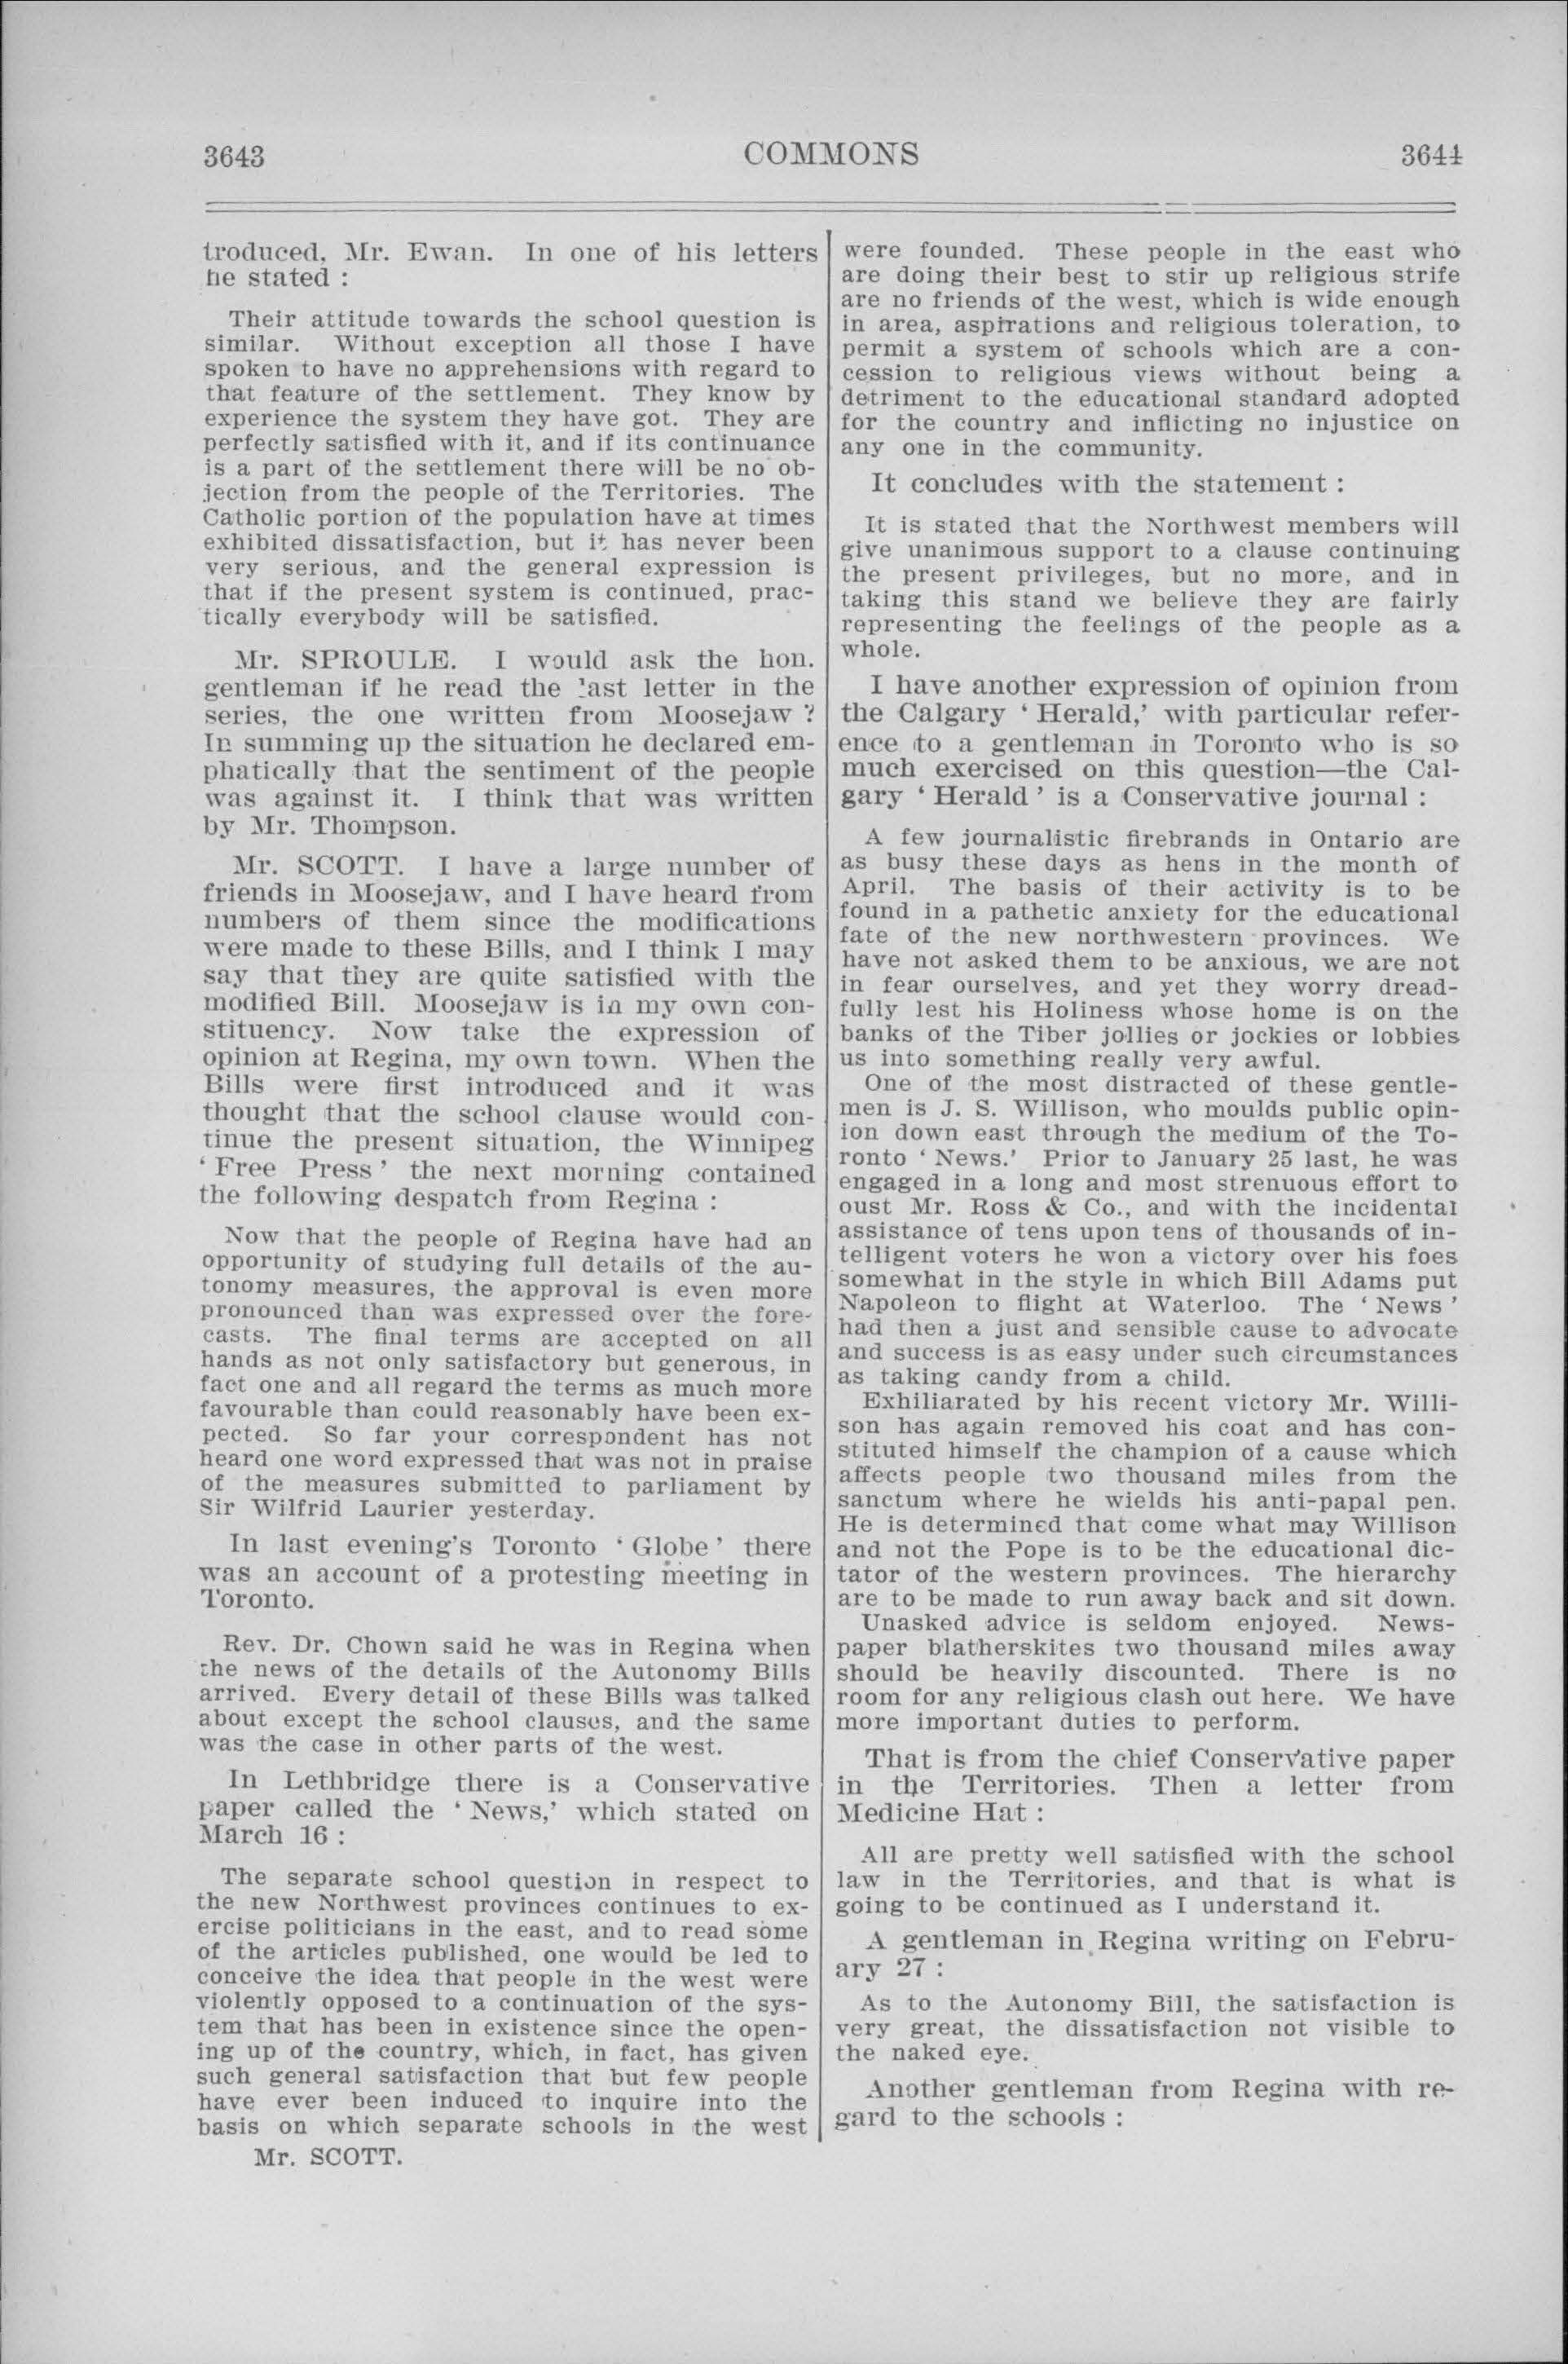 3643
COMMONS
3644
troduced, Mr. Ewan. In one of his letters
he stated :
Their attitude towards the school question is
similar. Without exception all those I have
spoken to have no apprehensions with regard to
that feature of the settlement. They know by
experience the system they have got. They are
perfectly satisfied with it, and if its continuance
is a part of the settlement there will be no ob-
jection from the people of the Territories. The
Catholic portion of the population have at times
exhibited dissatisfaction, but it has never been
very serious, and the general expression is
that if the present system is continued, prac-
tically everybody will be satisfied.
Mr. SPROULE. I would ask the hon.
gentleman if he read the last letter in the
series, the one written from Moosejaw ?
In summing up the situation he declared em-
phatically that the sentiment of the people
was against it. I think that was written
by Mr. Thompson.
Mr. SCOTT. I have a large number of
friends in Moosejaw, and I have heard from
numbers of them since the modifications
were made to these Bills, and I think I may
say that they are quite satisfied with the
modified Bill. Moosejaw is in my own con-
stituency. Now take the expression of
opinion at Regina, my own town. When the
Bills were first introduced and it was
thought that the school clause would con-
tinue the present situation, the Winnipeg
‘ Free Press ’ the next morning contained
the following despatch from Regina :
Now that the people of Regina have had an
opportunity of studying full details of the au-
tonomy measures, the approval is even more
pronounced than was expressed over the fore-
casts. The final terms are accepted on all
hands as not only satisfactory but generous, in
fact one and all regard the terms as much more
favourable than could reasonably have been ex-
pected. So far your correspondent has not
heard one word expressed that was not in praise
of the measures submitted to parliament by
Sir Wilfrid Laurier yesterday.
In last evening's Toronto ‘ Globe ’ there
was an account of a protesting meeting in
Toronto.
Rev. Dr. Chown said he was in Regina when
the news of the details of the Autonomy Bills
arrived. Every detail of these Bills was talked
about except the school clauses, and the same
was the case in other parts of the west.
In Lethbridge there is a Conservative
paper called the ‘ News,’ which stated on
March 16 :
The separate school question in respect to
the new Northwest provinces continues to ex-
ercise politicians in the east, and to read some
of the articles published, one would be led to
conceive the idea that people in the west were
violently opposed to a continuation of the sys-
tem that has been in existence since the open-
ing up of the country, which, in fact, has given
such general satisfaction that but few people
have ever been induced to inquire into the
basis on which separate schools in the west
Mr. SCOTT.
were founded. These people in the east who
are doing their best to stir up religious strife
are no friends of the west, which is wide enough
in area, aspirations and religious toleration, to
permit a system of schools which are a con-
cession to religious views without being a
detriment to the educational standard adopted
for the country and inflicting no injustice on
any one in the community.
It concludes with the statement :
It is stated that the Northwest members will
give unanimous support to a clause continuing
the present privileges, but no more, and in
taking this stand we believe they are fairly
representing the feelings of the people as a
whole.
I have another expression of opinion from
the Calgary ‘ Herald,’ with particular refer-
ence to a gentleman in Toronto who is so
much exercised on this question—the Cal-
gary ‘ Herald ’ is a Conservative journal :
A few journalistic firebrands in Ontario are
as busy these days as hens in the month of
April. The basis of their activity is to be
found in a pathetic anxiety for the educational
fate of the new northwestern provinces. We
have not asked them to be anxious, we are not
in fear ourselves, and yet they worry dread-
fully lest his Holiness whose home is on the
banks of the Tiber jollies or jockies or lobbies
us into something really very awful.
One of the most distracted of these gentle-
men is J. S. Willison, who moulds public opin-
ion down east through the medium of the To-
ronto ‘ News.’ Prior to January 25 last, he was
engaged in a long and most strenuous effort to
oust Mr. Ross & Co., and with the incidental
assistance of tens upon tens of thousands of in-
telligent voters he won a victory over his foes
somewhat in the style in which Bill Adams put
Napoleon to flight at Waterloo. The ‘ News ’
had then a just and sensible cause to advocate
and success is as easy under such circumstances
as taking candy from a child.
Exhiliarated by his recent victory Mr. Willi-
son has again removed his coat and has con-
stituted himself the champion of a cause which
affects people two thousand miles from the
sanctum where he wields his anti-papal pen.
He is determined that come what may Willison
and not the Pope is to be the educational dic-
tator of the western provinces. The hierarchy
are to be made to run away back and sit down.
Unasked advice is seldom enjoyed. News-
paper blatherskites two thousand miles away
should be heavily discounted. There is no
room for any religious clash out here. We have
more important duties to perform.
That is from the chief Conservative paper
in the Territories. Then a letter from
Medicine Hat :
All are pretty well satisfied with the school
law in the Territories, and that is what is
going to be continued as I understand it.
A gentleman in Regina writing on Febru-
ary 27 :
As to the Autonomy Bill, the satisfaction is
very great, the dissatisfaction not visible to
the naked eye.
Another gentleman from Regina with re-
gard to the schools :